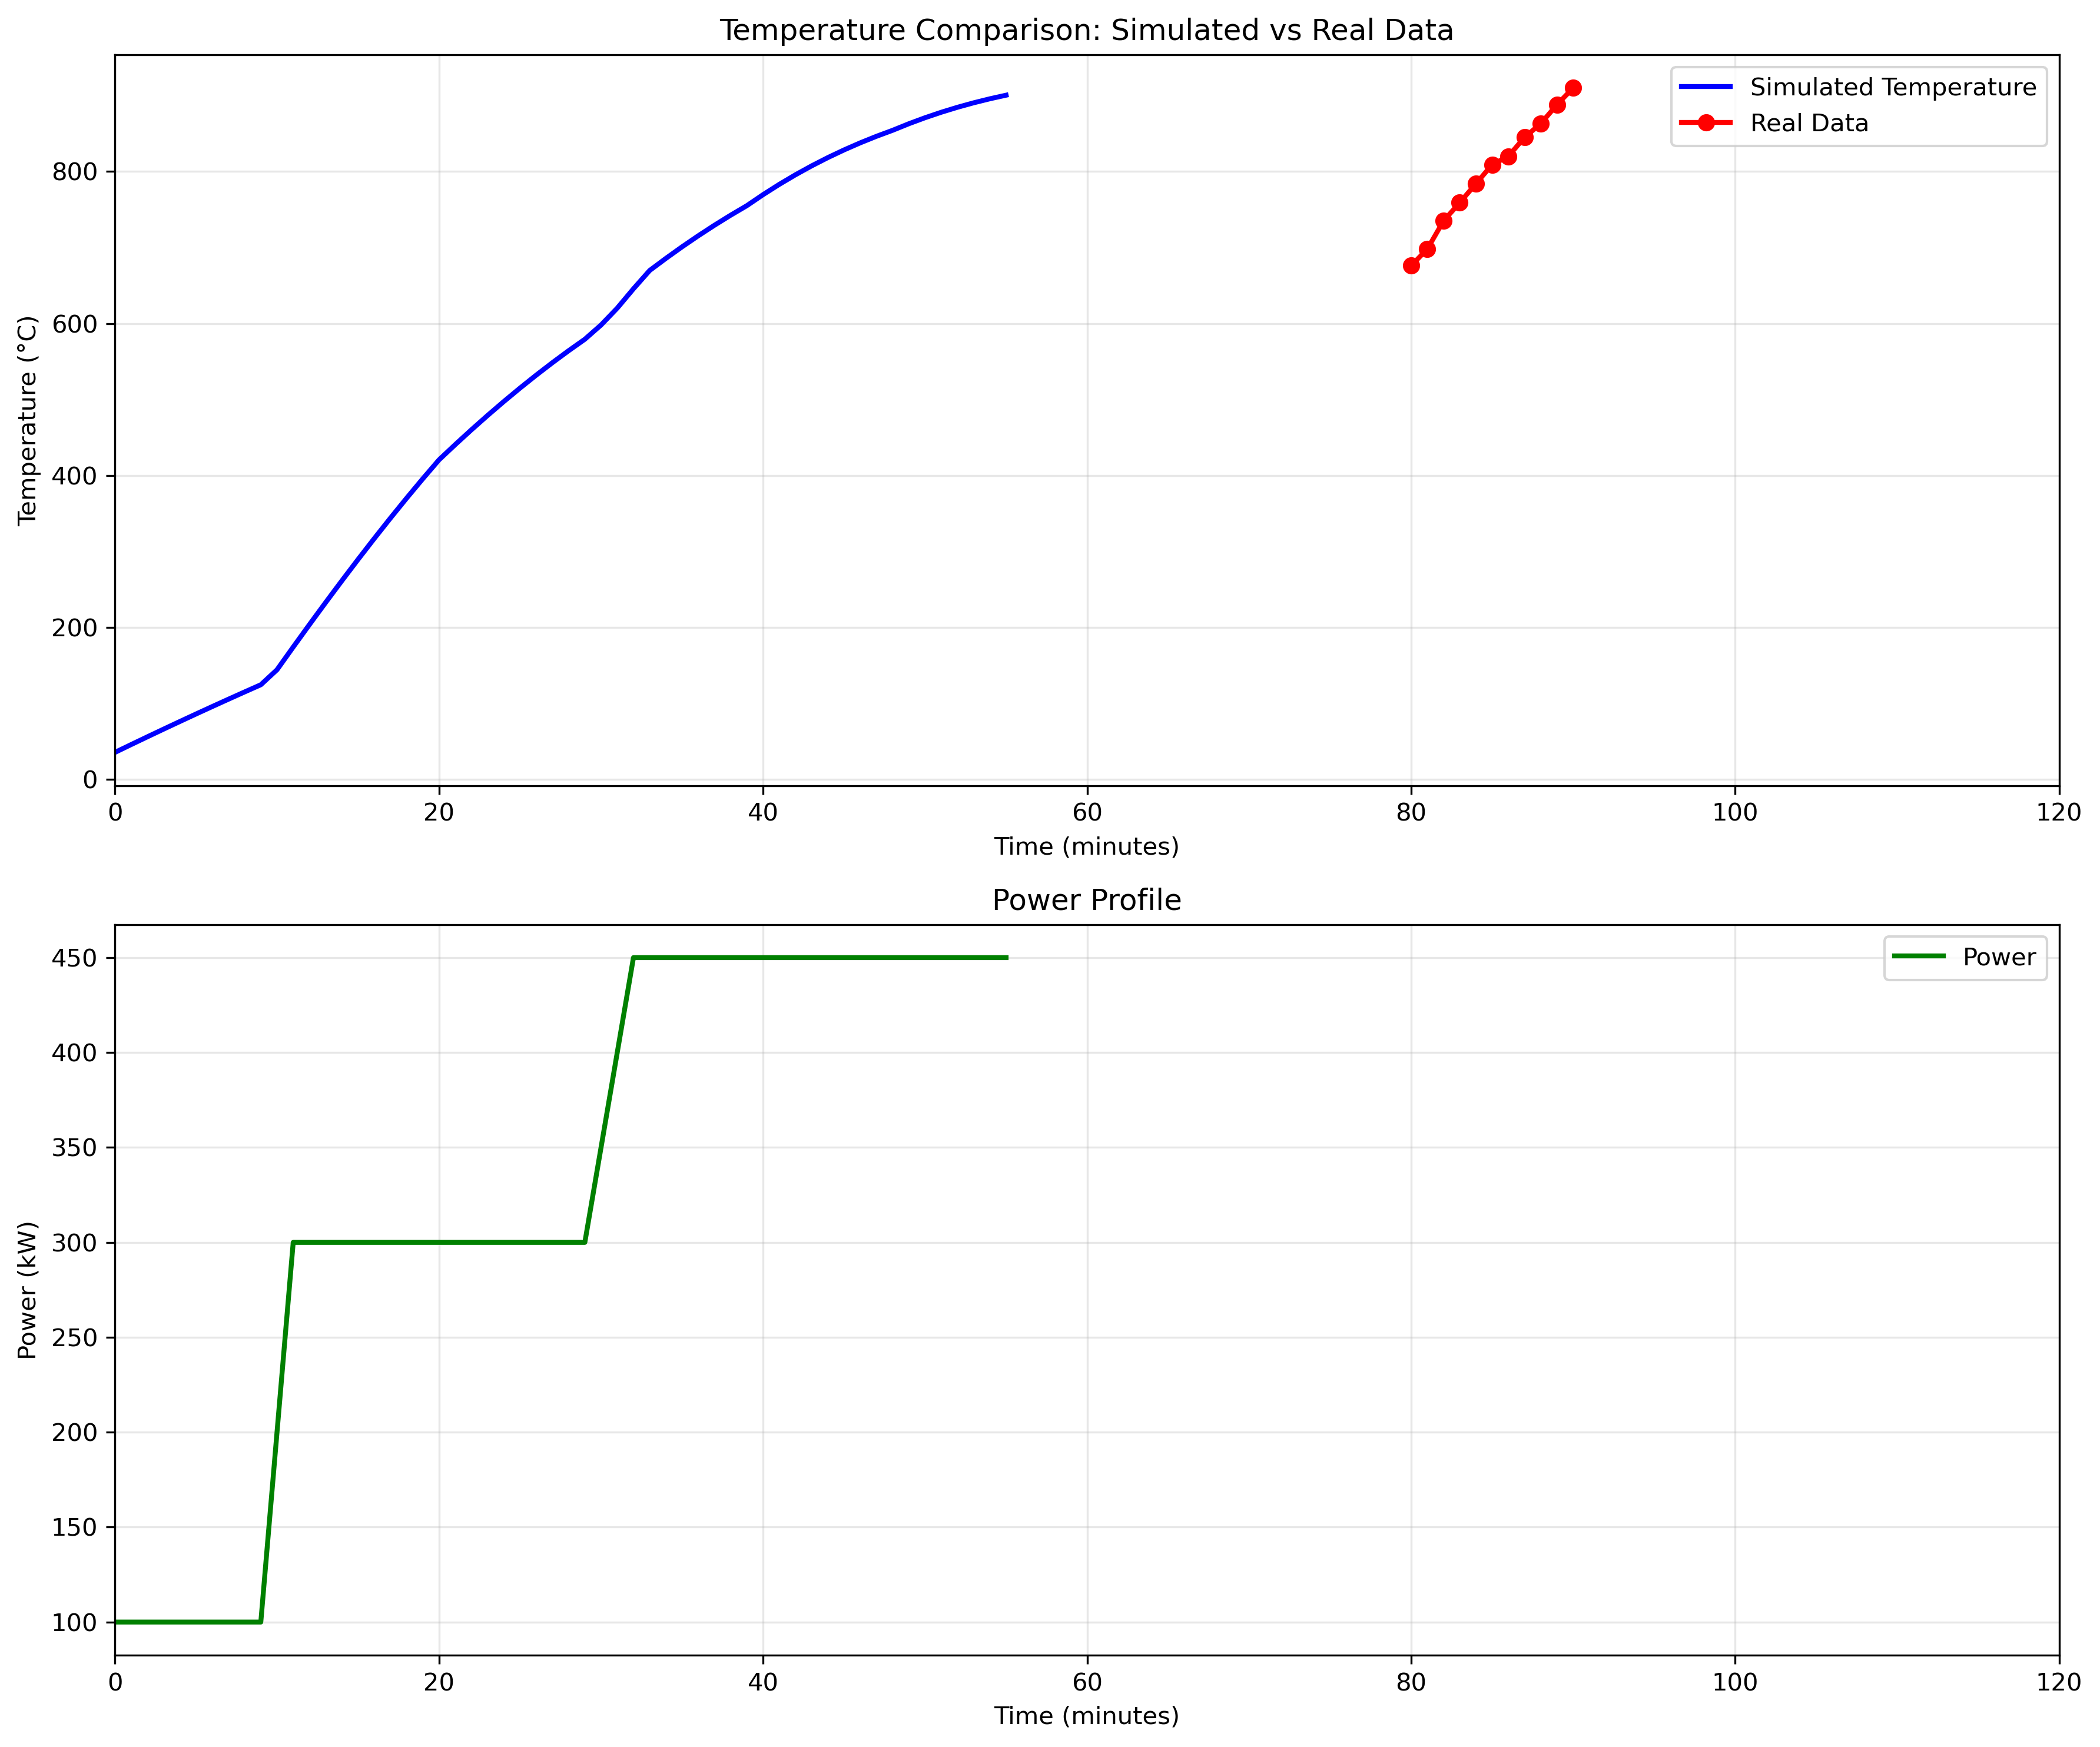 Temperature Comparison: Simulated vs Real Data
Simulated Temperature
Real Data
Temperature (°C)
800
600
400
200
0
0 20 40 60 80 100 120
Time (minutes)
Power Profile
Power
Power (kW)
450
400
350
300
250
200
150
100
0 20 40 60 80 100 120
Time (minutes)